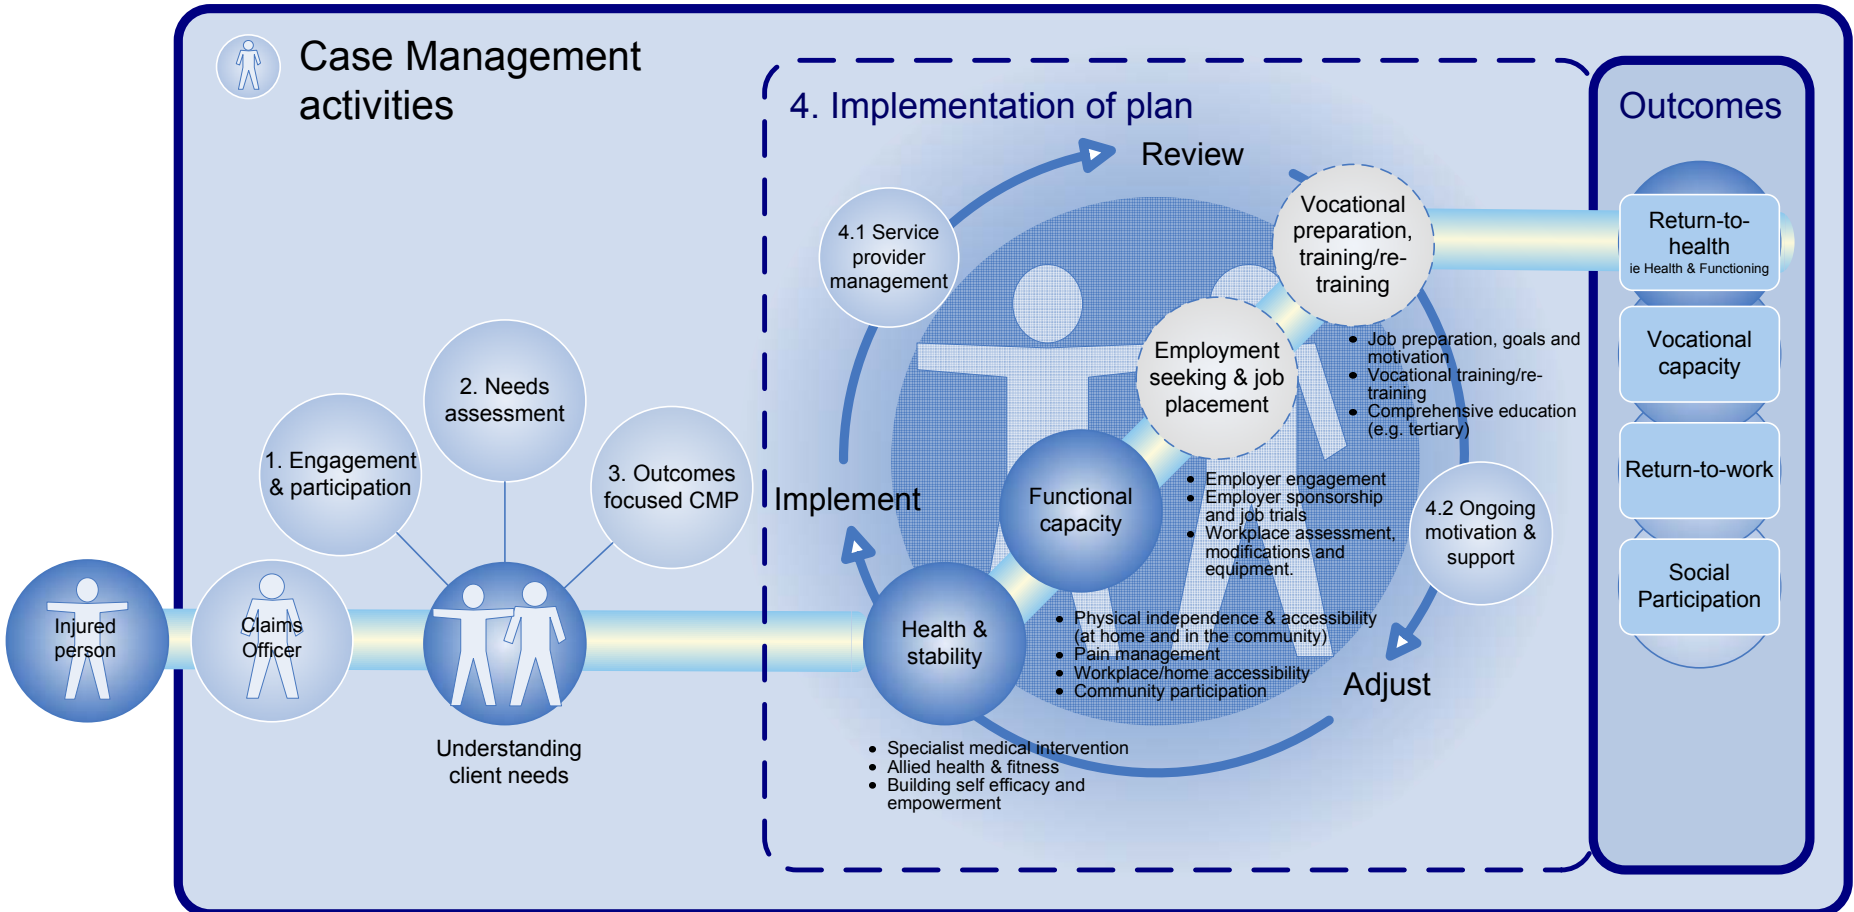 Case Management
activities
4. Implementation of plan
Outcomes
Review
4.1 Service
provider
management
Vocational
preparation,
training/re-
training
Return-to-
health
ie Health & Functioning
Employment
seeking & job
placement
• Job preparation, goals and
motivation
• Vocational training/re-
training
• Comprehensive education
(e.g. tertiary)
Vocational
capacity
2. Needs
assessment
1. Engagement
& participation
3. Outcomes
focused CMP
Implement
Functional
capacity
• Employer engagement
• Employer sponsorship
and job trials
• Workplace assessment,
modifications and
equipment.
4.2 Ongoing
motivation &
support
Return-to-work
Injured
person
Claims
Officer
Health &
stability
• Physical independence & accessibility
(at home and in the community)
• Pain management
• Workplace/home accessibility
• Community participation
Adjust
Social
Participation
Understanding
client needs
• Specialist medical intervention
• Allied health & fitness
• Building self efficacy and
empowerment